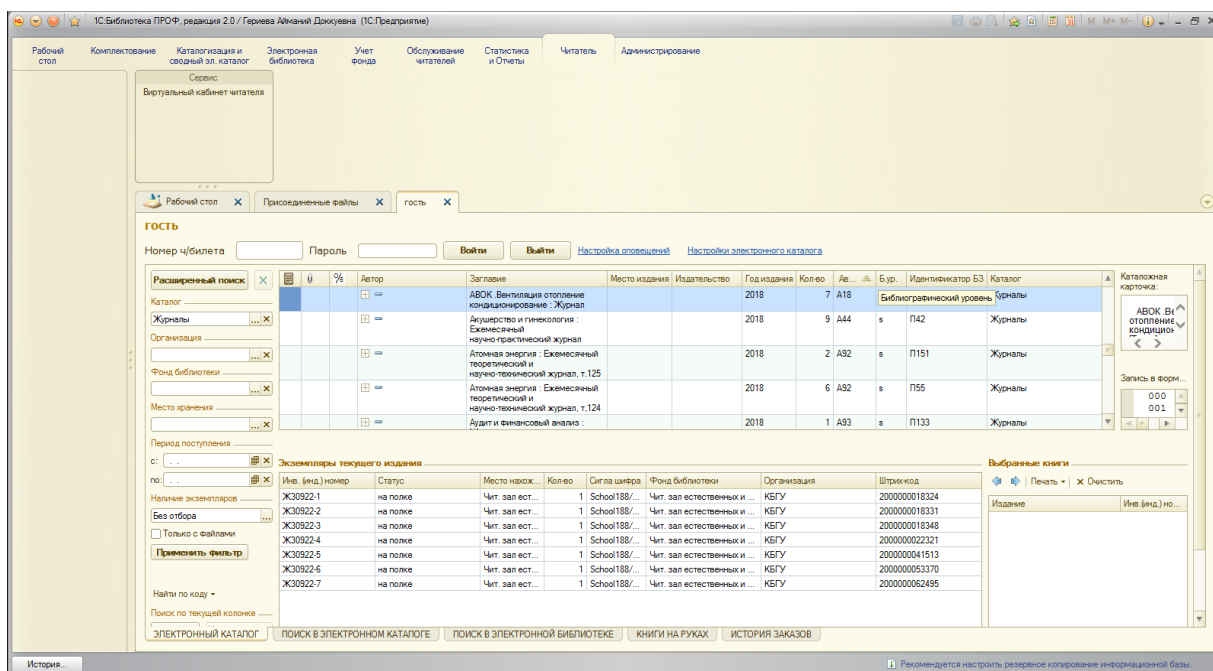 1С:Библиотека ПРОФ, редакция 2.0 / Гериева Айманий Доккуевна (1С:Предприятие)
M M+ M-
Рабочий стол
Комплектование
Каталогизация и сводный эл. каталог
Электронная библиотека
Учет фонда
Обслуживание читателей
Статистика и Отчеты
Читатель
Администрирование
Сервис
Виртуальный кабинет читателя
Рабочий стол
Присоединенные файлы
гость
ГОСТЬ
Номер ч/билета Пароль Войти Выйти Настройка оповещений Настройки электронного каталога
Расширенный поиск
Каталог
Журналы
Организация
Фонд библиотеки
Место хранения
Период поступления
с: . .
по: . .
Наличие экземпляров
Без отбора
Только с файлами
Применить фильтр
Найти по коду
Поиск по текущей колонке
% Автор Заглавие Место издания Издательство Год издания Кол-во Ав... Б.ур. Идентификатор БЗ Каталог
АВОК .Вентиляция отопление кондиционирование : Журнал 2018 7 A18 Журналы
Библиографический уровень
Акушерство и гинекология : Ежемесячный научно-практический журнал 2018 9 A44 s П42 Журналы
Атомная энергия : Ежемесячный теоретический и научно-технический журнал, т.125 2018 2 A92 s П151 Журналы
Атомная энергия : Ежемесячный теоретический и научно-технический журнал, т,124 2018 6 A92 s П55 Журналы
Аудит и финансовый анализ : 2018 1 A93 s П133 Журналы
Каталожная карточка:
АВОК .Ве
отопление
кондицион
Запись в форм...
000
001
Экземпляры текущего издания
Инв. (инд.) номер Статус Место нахож... Кол-во Сигла шифра Фонд библиотеки Организация Штрих-код
Ж30922-1 на полке Чит. зал ест... 1 School188/... Чит. зал естественных и ... КБГУ 2000000018324
Ж30922-2 на полке Чит. зал ест... 1 School188/... Чит. зал естественных и ... КБГУ 2000000018331
Ж30922-3 на полке Чит. зал ест... 1 School188/... Чит. зал естественных и ... КБГУ 2000000018348
Ж30922-4 на полке Чит. зал ест... 1 School188/... Чит. зал естественных и ... КБГУ 2000000022321
Ж30922-5 на полке Чит. зал ест... 1 School188/... Чит. зал естественных и ... КБГУ 2000000041513
Ж30922-6 на полке Чит. зал ест... 1 School188/... Чит. зал естественных и ... КБГУ 2000000053370
Ж30922-7 на полке Чит. зал ест... 1 School188/... Чит. зал естественных и ... КБГУ 2000000062495
Выбранные книги
Печать Очистить
Издание Инв.(инд.) но...
ЭЛЕКТРОННЫЙ КАТАЛОГ ПОИСК В ЭЛЕКТРОННОМ КАТАЛОГЕ ПОИСК В ЭЛЕКТРОННОЙ БИБЛИОТЕКЕ КНИГИ НА РУКАХ ИСТОРИЯ ЗАКАЗОВ
История...
Рекомендуется настроить резервное копирование информационной базы.